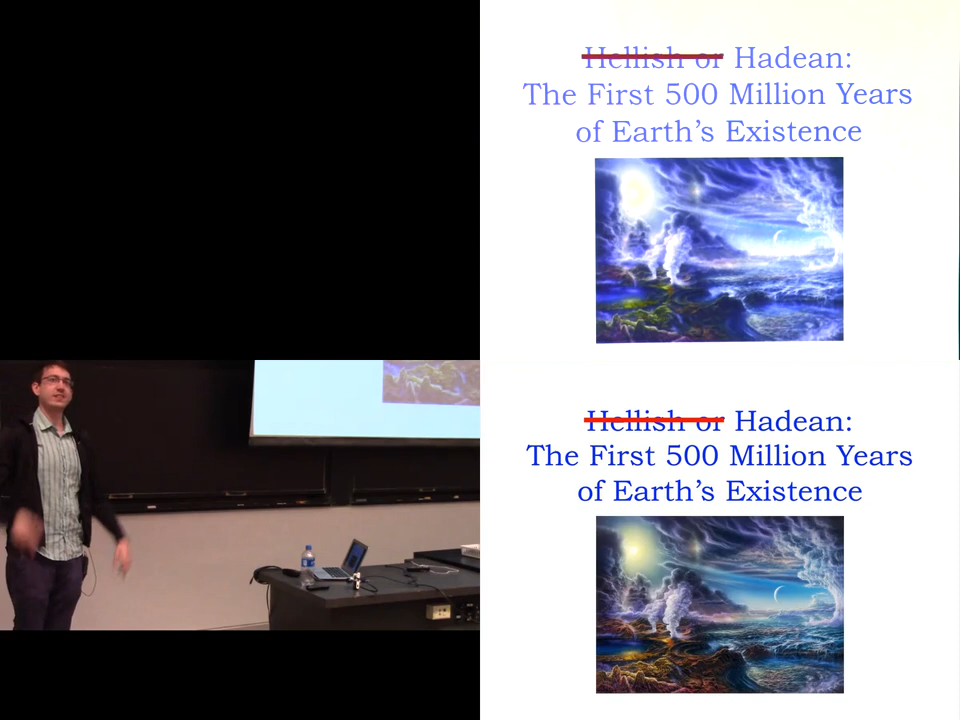 Hellish or Hadean:
The First 500 Million Years
of Earth's Existence
Hellish or Hadean:
The First 500 Million Years
of Earth's Existence